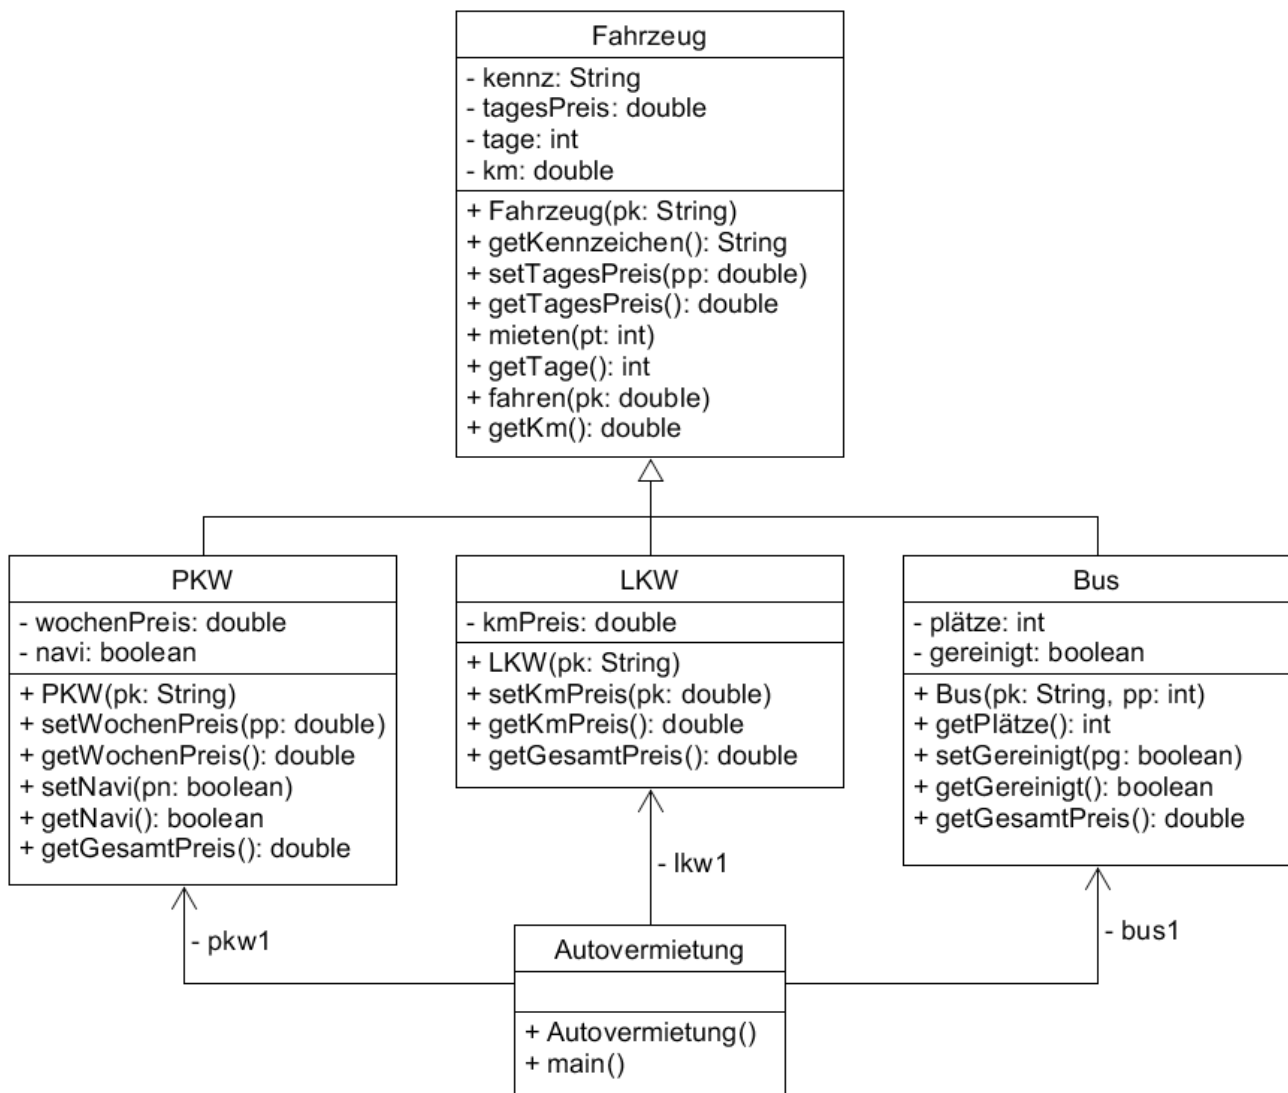 Fahrzeug
- kennz: String
- tagesPreis: double
- tage: int
- km: double
+ Fahrzeug(pk: String)
+ getKennzeichen(): String
+ setTagesPreis(pp: double)
+ getTagesPreis(): double
+ mieten(pt: int)
+ getTage(): int
+ fahren(pk: double)
+ getKm(): double
PKW
- wochenPreis: double
- navi: boolean
+ PKW(pk: String)
+ setWochenPreis(pp: double)
+ getWochenPreis(): double
+ setNavi(pn: boolean)
+ getNavi(): boolean
+ getGesamtPreis(): double
LKW
- kmPreis: double
+ LKW(pk: String)
+ setKmPreis(pk: double)
+ getKmPreis(): double
+ getGesamtPreis(): double
Bus
- plätze: int
- gereinigt: boolean
+ Bus(pk: String, pp: int)
+ getPlätze(): int
+ setGereinigt(pg: boolean)
+ getGereinigt(): boolean
+ getGesamtPreis(): double
- pkw1
- lkw1
- bus1
Autovermietung
+ Autovermietung()
+ main()